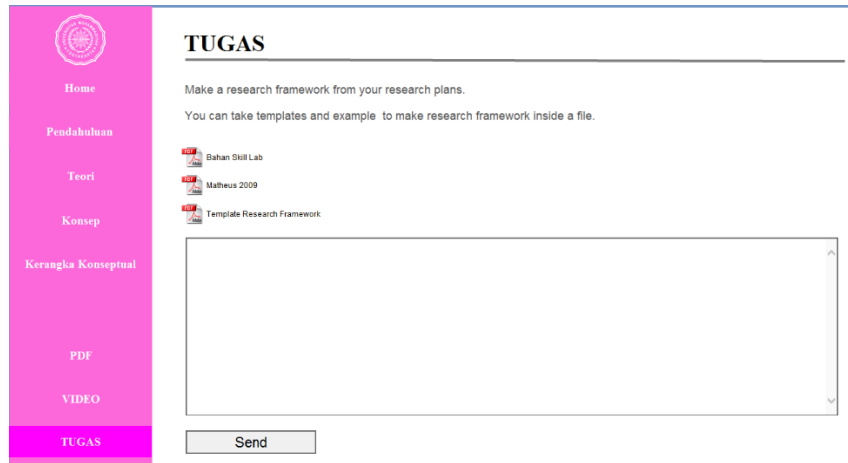 Home
Pendahuluan
Teori
Konsep
Kerangka Konseptual
PDF
VIDEO
TUGAS
TUGAS
Make a research framework from your research plans.
You can take templates and example to make research framework inside a file.
Bahan Skill Lab
Matheus 2009
Template Research Framework
Send